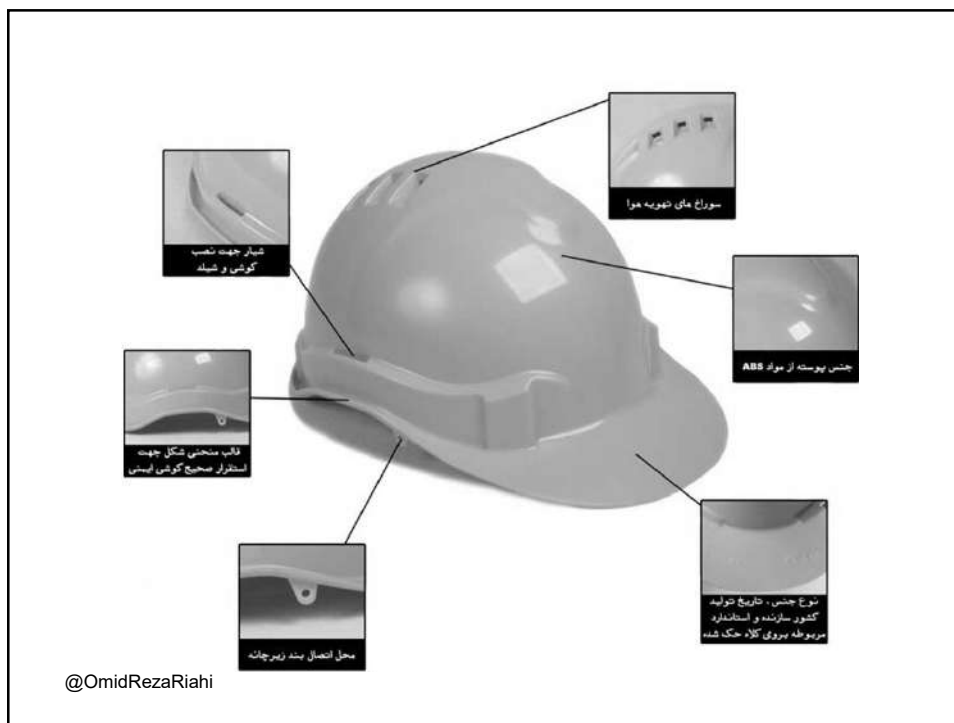 سوراخ های تهویه هوا
شیار جهت نصب
گوشی و شیلد
جنس پوسته از مواد ABS
قالب منحنی شکل جهت
استقرار صحیح گوشی ایمنی
نوع جنس ، تاریخ تولید
کشور سازنده و استاندارد
مربوطه بروی کلاه حک شده
محل اتصال بند زیرچانه
@OmidRezaRiahi